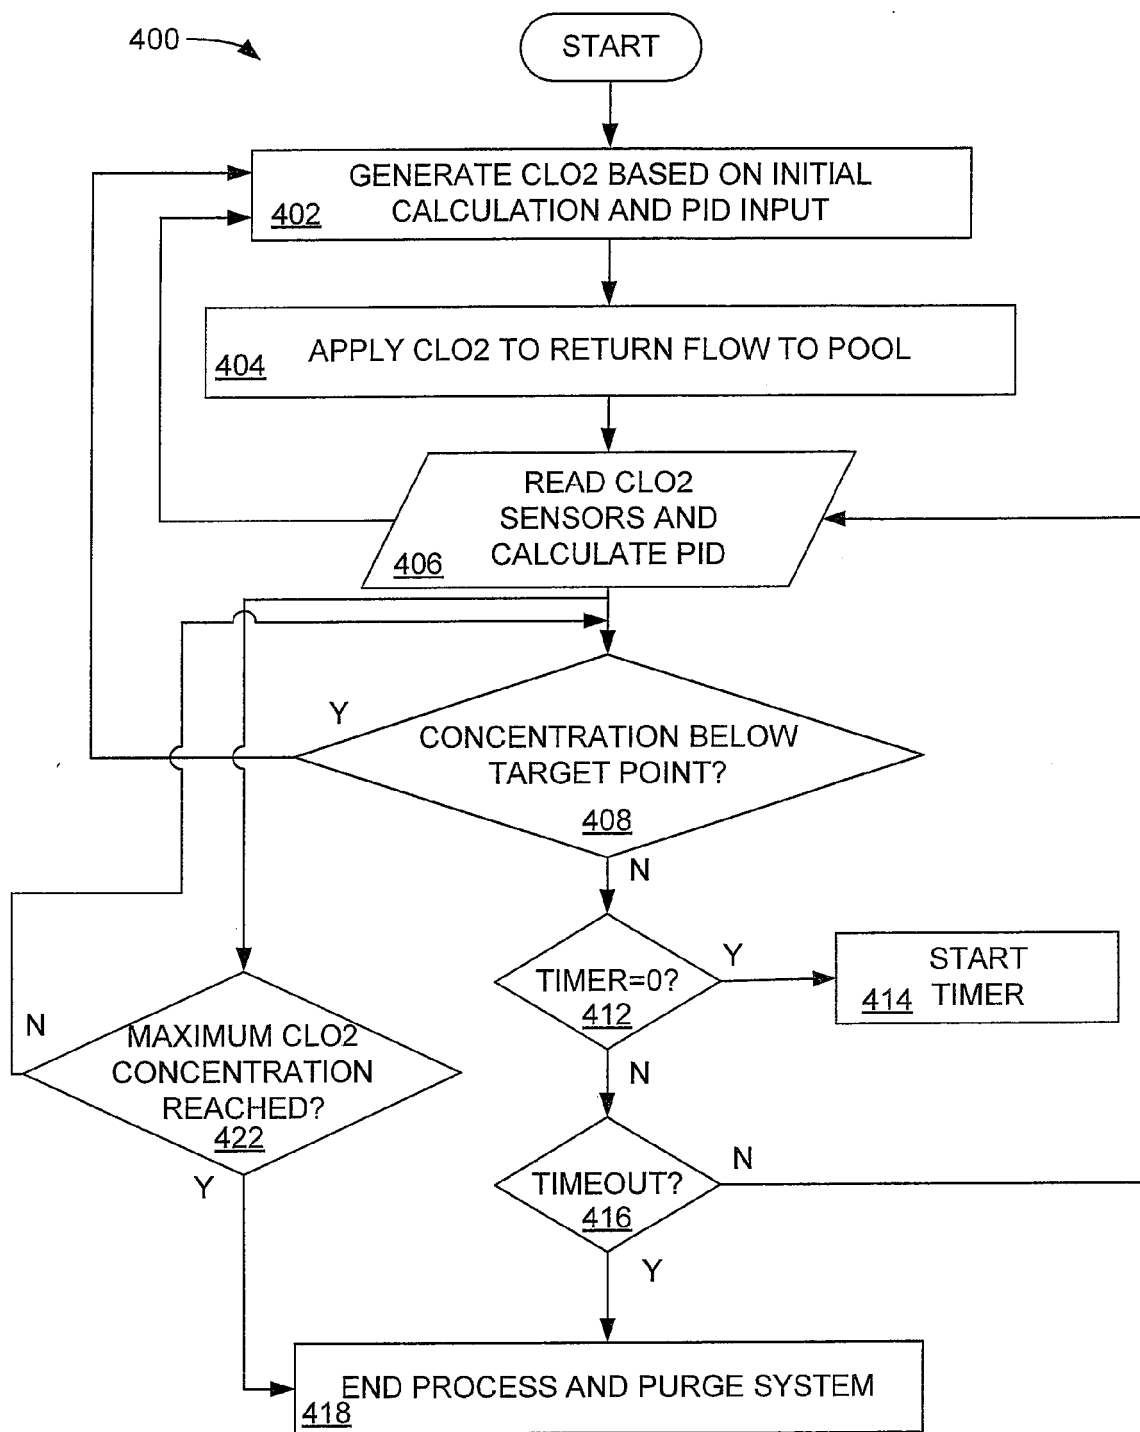 400
START
GENERATE CLO2 BASED ON INITIAL
CALCULATION AND PID INPUT
402
APPLY CLO2 TO RETURN FLOW TO POOL
404
READ CLO2
SENSORS AND
CALCULATE PID
406
Y
CONCENTRATION BELOW
TARGET POINT?
408
N
TIMER=0?
412
Y
START
TIMER
414
N
MAXIMUM CLO2
CONCENTRATION
REACHED?
422
N
Y
TIMEOUT?
416
N
Y
END PROCESS AND PURGE SYSTEM
418